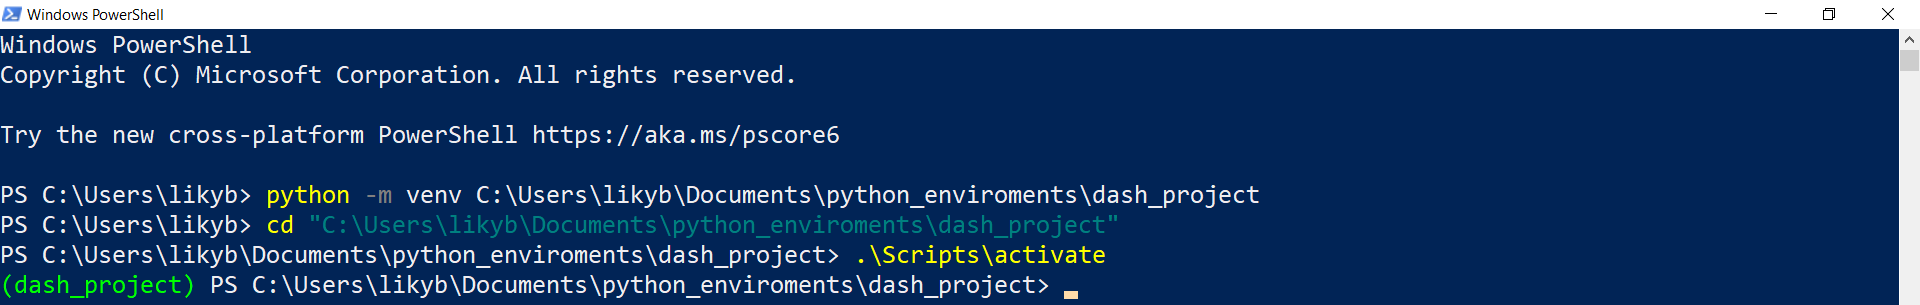 Windows PowerShell
Windows PowerShell
Copyright (C) Microsoft Corporation. All rights reserved.
Try the new cross-platform PowerShell https://aka.ms/pscore6
PS C:\Users\likyb> python -m venv C:\Users\likyb\Documents\python_enviroments\dash_project
PS C:\Users\likyb> cd "C:\Users\likyb\Documents\python_enviroments\dash_project"
PS C:\Users\likyb\Documents\python_enviroments\dash_project> .\Scripts\activate
(dash_project) PS C:\Users\likyb\Documents\python_enviroments\dash_project>